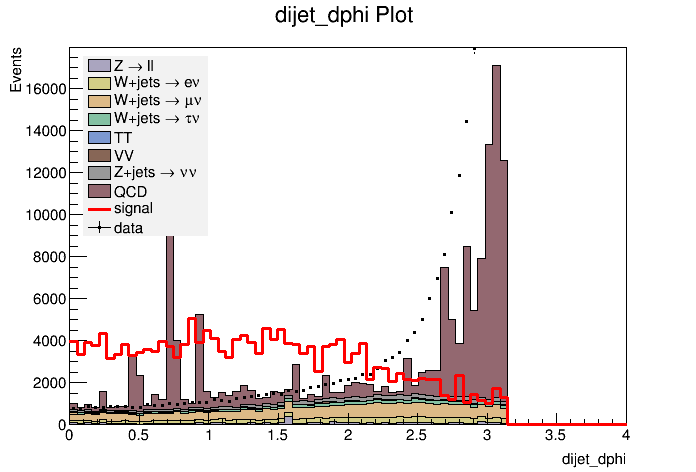 dijet_dphi Plot
Events
Z → ll
W+jets → eν
W+jets → μν
W+jets → τν
TT
VV
Z+jets → νν
QCD
signal
data
16000
14000
12000
10000
8000
6000
4000
2000
0
0 0.5 1 1.5 2 2.5 3 3.5 4
dijet_dphi